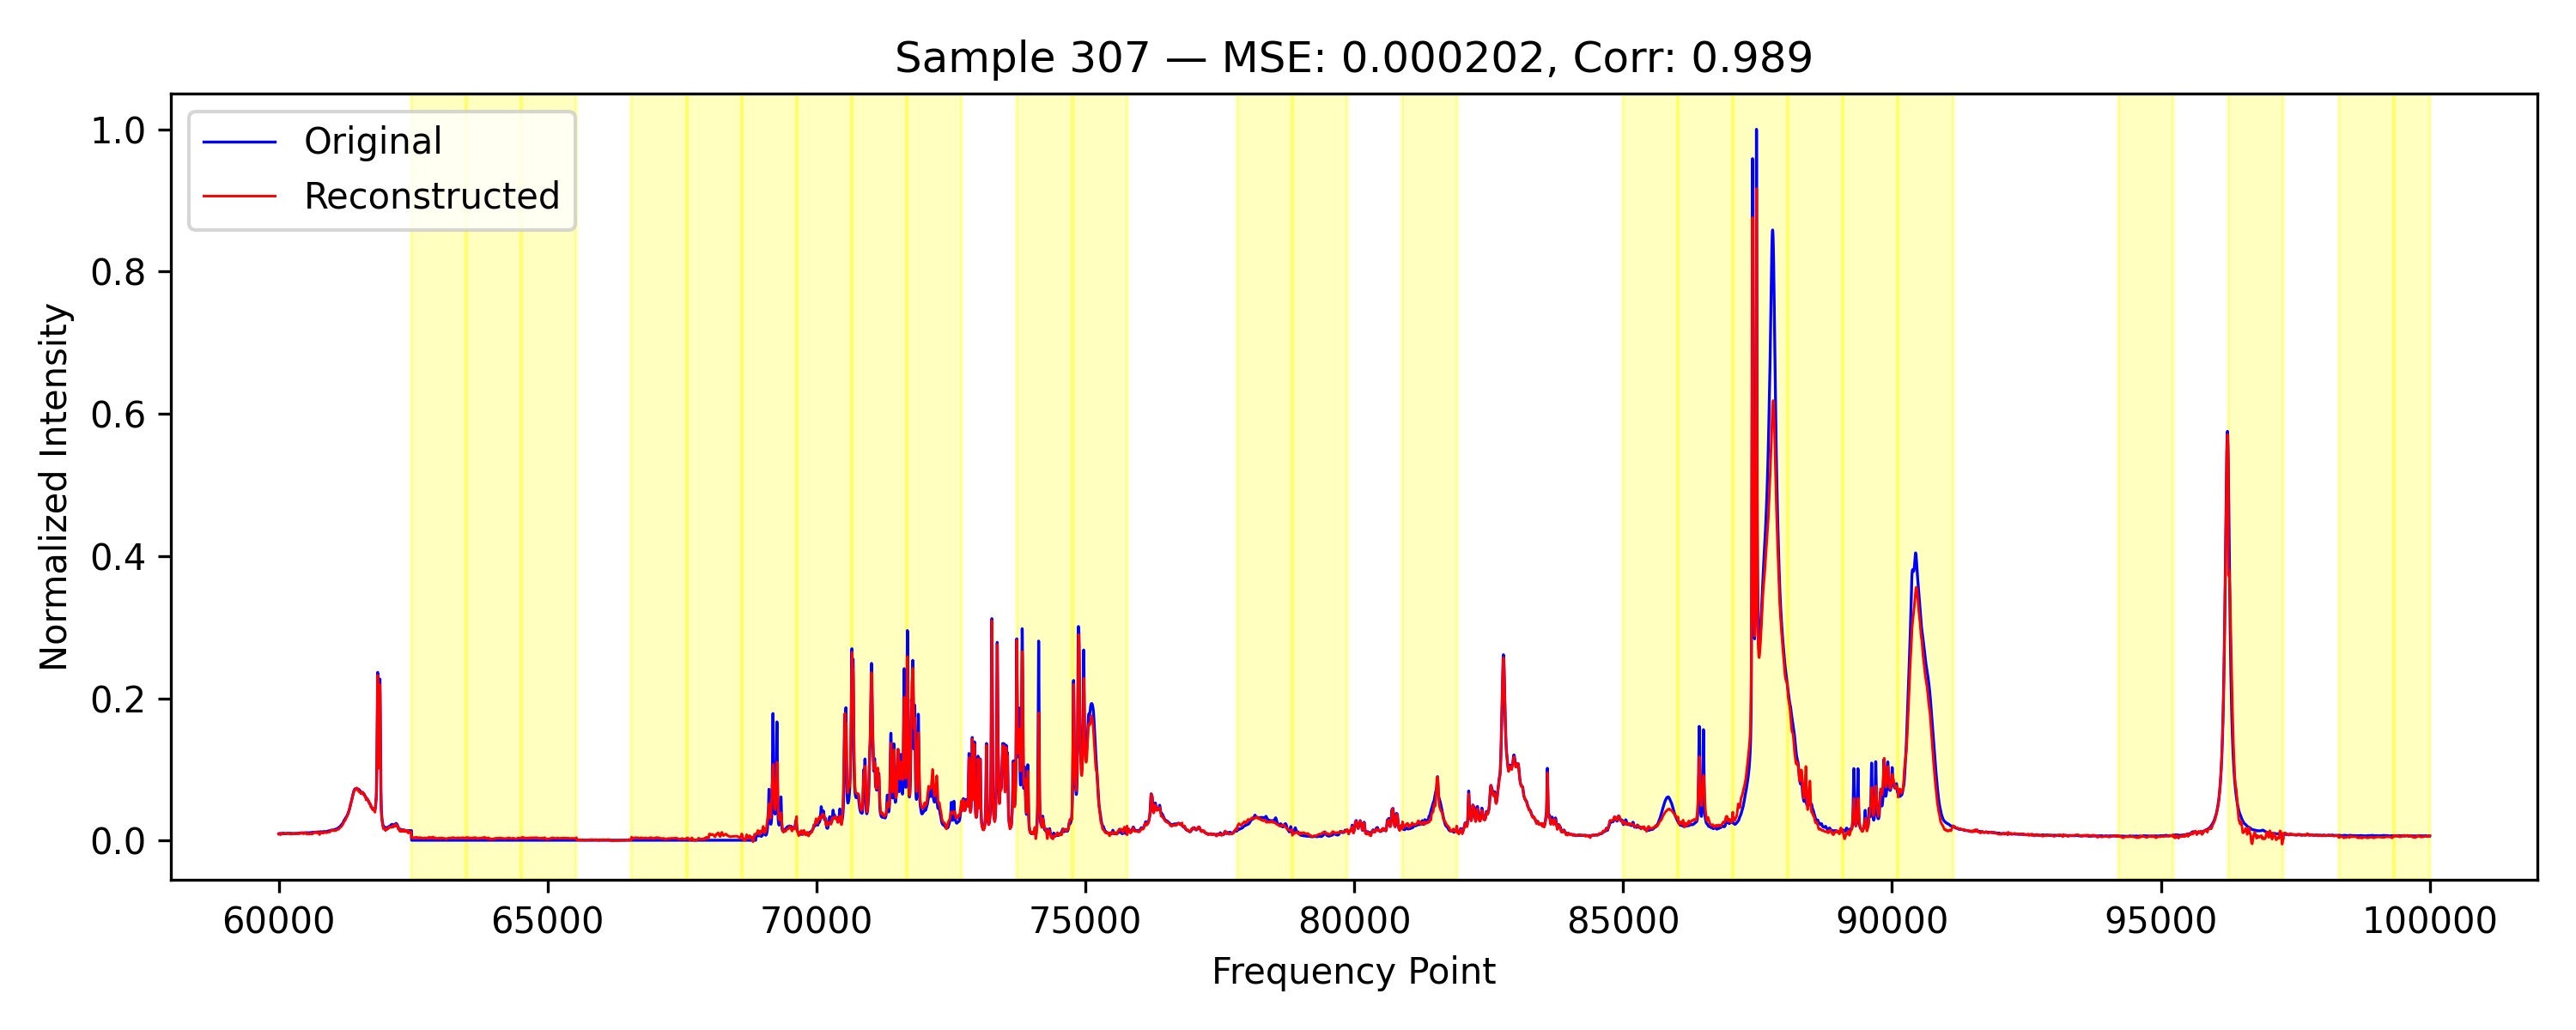 Sample 307 — MSE: 0.000202, Corr: 0.989
Original
Reconstructed
1.0
0.8
0.6
0.4
0.2
0.0
Normalized Intensity
60000 65000 70000 75000 80000 85000 90000 95000 100000
Frequency Point